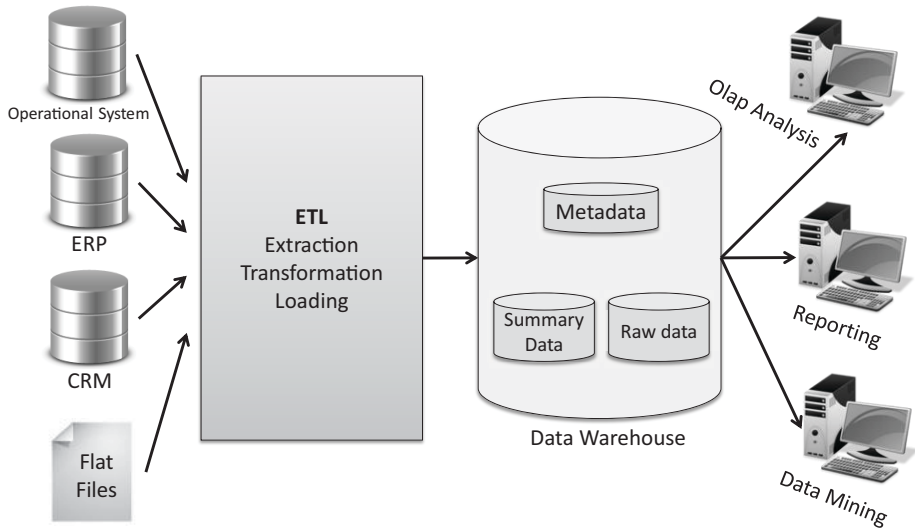 Operational System
ERP
CRM
Flat
Files
ETL
Extraction
Transformation
Loading
Metadata
Summary
Data
Raw data
Data Warehouse
Olap Analysis
Reporting
Data Mining